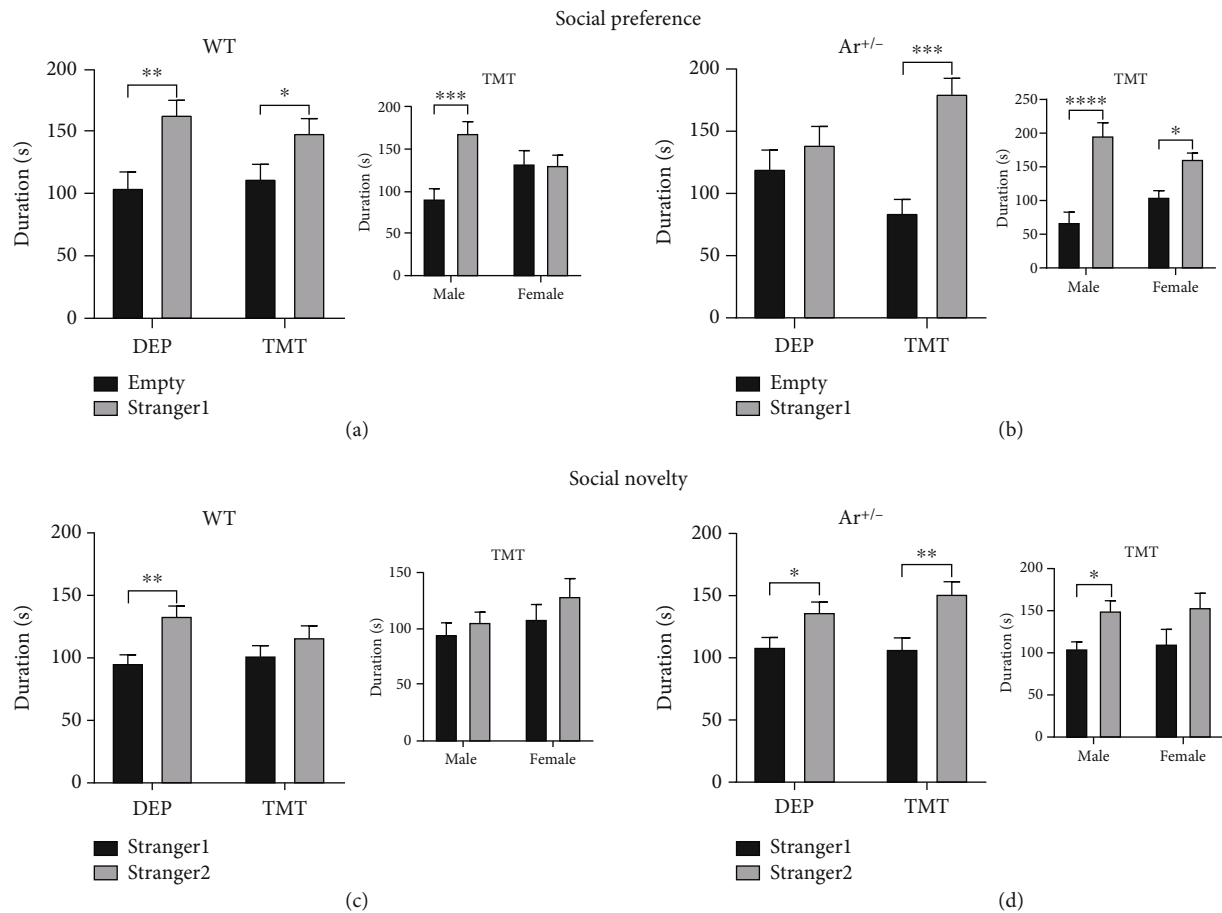 Social preference
WT
Duration (s)
200
150
100
50
0
**
*
DEP
TMT
Empty
Stranger1
TMT
Duration (s)
200
150
100
50
0
***
Male
Female
(a)
Ar+/–
Duration (s)
200
150
100
50
0
***
DEP
TMT
Empty
Stranger1
TMT
Duration (s)
250
200
150
100
50
0
****
*
Male
Female
(b)
Social novelty
WT
Duration (s)
200
150
100
50
0
**
DEP
TMT
Stranger1
Stranger2
TMT
Duration (s)
150
100
50
0
Male
Female
(c)
Ar+/–
Duration (s)
200
150
100
50
0
*
**
DEP
TMT
Stranger1
Stranger2
TMT
Duration (s)
200
150
100
50
0
*
Male
Female
(d)